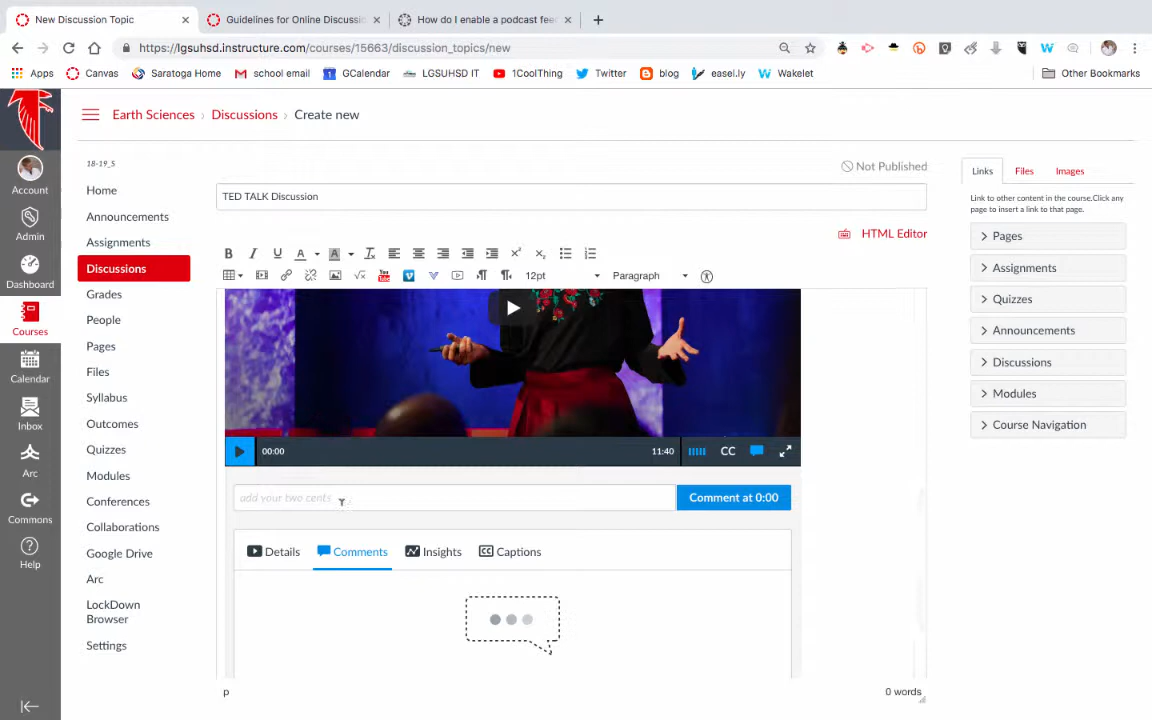 New Discussion Topic
Guidelines for Online Discussio
How do I enable a podcast fee
https://lgsuhsd.instructure.com/courses/15663/discussion_topics/new
Apps
Canvas
Saratoga Home
school email
GCalendar
LGSUHSD IT
1CoolThing
Twitter
blog
easel.ly
Wakelet
Other Bookmarks
Account
Admin
Dashboard
Courses
Calendar
Inbox
Arc
Commons
Help
Earth Sciences › Discussions › Create new
18-19_S
Home
Announcements
Assignments
Discussions
Grades
People
Pages
Files
Syllabus
Outcomes
Quizzes
Modules
Conferences
Collaborations
Google Drive
Arc
LockDown
Browser
Settings
Not Published
TED TALK Discussion
HTML Editor
12pt
Paragraph
00:00
11:40
CC
add your two cents
Comment at 0:00
Details
Comments
Insights
Captions
p
0 words
Links
Files
Images
Link to other content in the course.Click any
page to insert a link to that page.
Pages
Assignments
Quizzes
Announcements
Discussions
Modules
Course Navigation